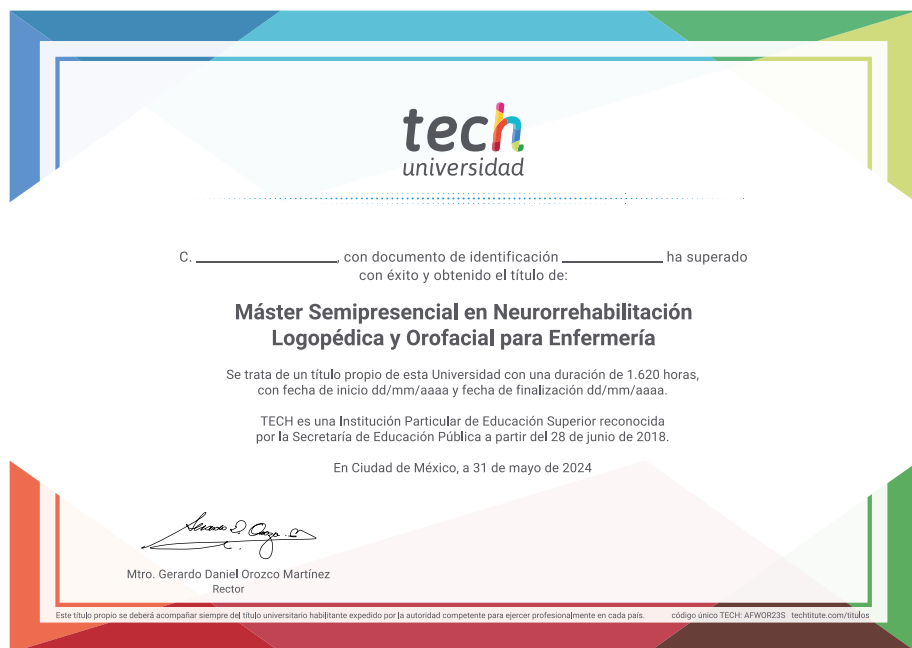 tech
universidad
C. ____________________, con documento de identificación ______________ ha superado
con éxito y obtenido el título de:
Máster Semipresencial en Neurorrehabilitación
Logopédica y Orofacial para Enfermería
Se trata de un título propio de esta Universidad con una duración de 1.620 horas,
con fecha de inicio dd/mm/aaaa y fecha de finalización dd/mm/aaaa.
TECH es una Institución Particular de Educación Superior reconocida
por la Secretaría de Educación Pública a partir del 28 de junio de 2018.
En Ciudad de México, a 31 de mayo de 2024
Mtro. Gerardo Daniel Orozco Martínez
Rector
Este título propio se deberá acompañar siempre del título universitario habilitante expedido por la autoridad competente para ejercer profesionalmente en cada país. código único TECH: AFWOR23S techtitute.com/titulos